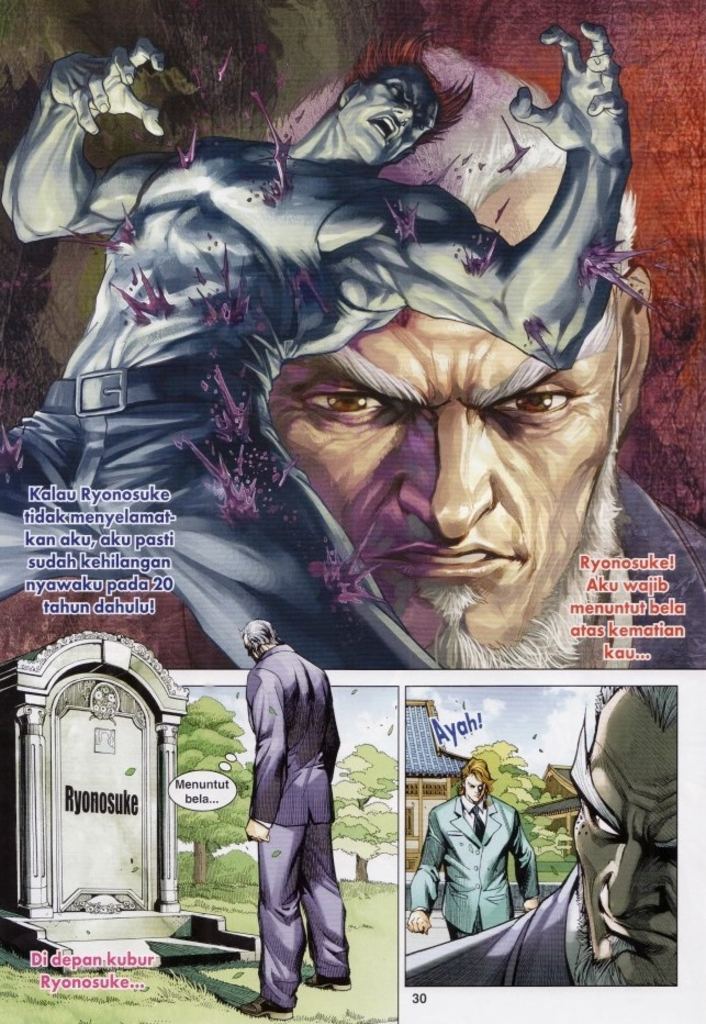 Kalau Ryonosuke
tidak menyelamat-
kan aku, aku pasti
sudah kehilangan
nyawaku pada 20
tahun dahulu!
Ryonosuke!
Aku wajib
menuntut bela
atas kematian
kau...
Ryonosuke
Menuntut
bela...
Di depan kubur
Ryonosuke...
Ayah!
30